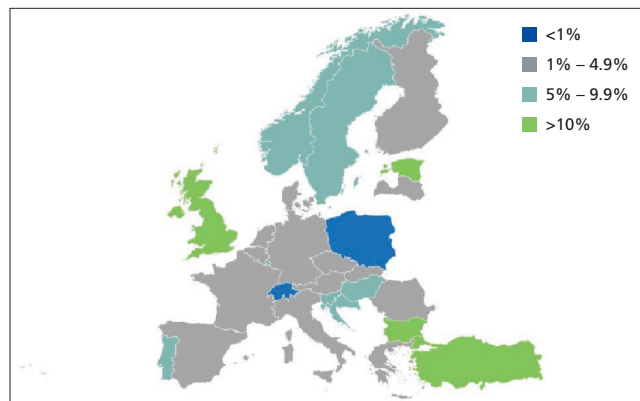 <1%
1% – 4.9%
5% – 9.9%
>10%